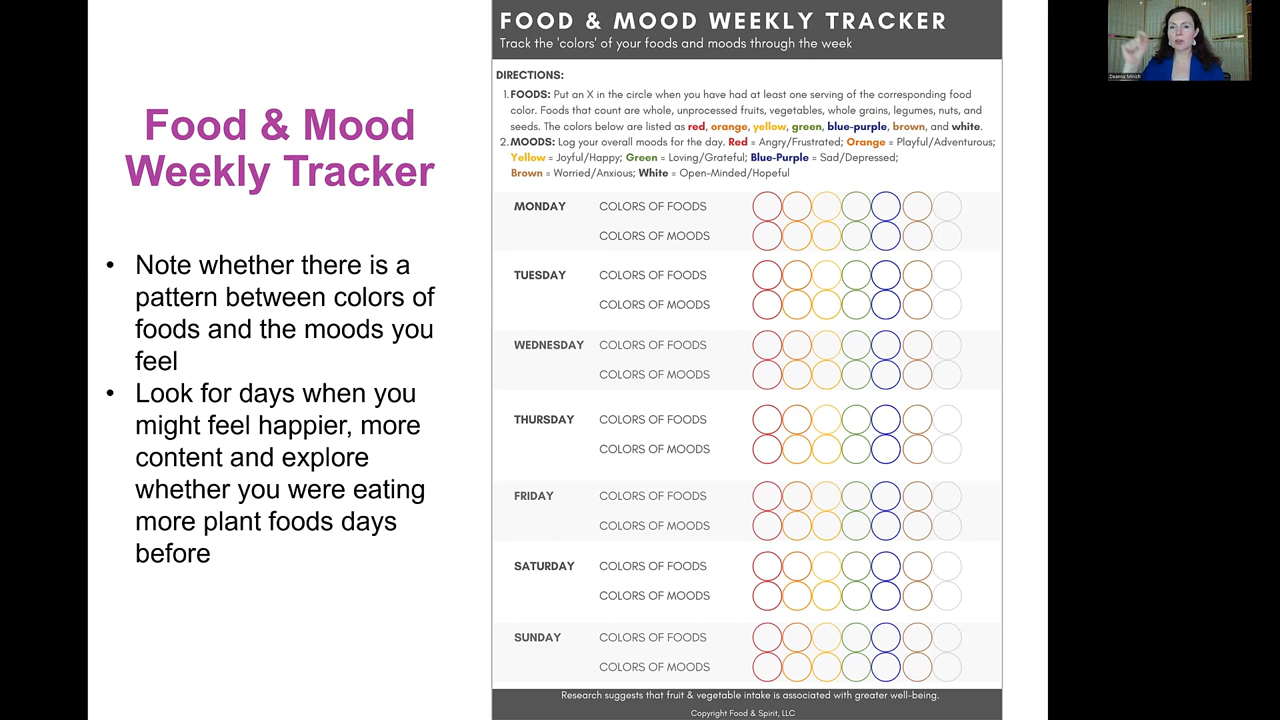 Food & Mood
Weekly Tracker
• Note whether there is a
pattern between colors of
foods and the moods you
feel
• Look for days when you
might feel happier, more
content and explore
whether you were eating
more plant foods days
before
FOOD & MOOD WEEKLY TRACKER
Track the 'colors' of your foods and moods through the week
DIRECTIONS:
1. FOODS: Put an X in the circle when you have had at least one serving of the corresponding food
color. Foods that count are whole, unprocessed fruits, vegetables, whole grains, legumes, nuts, and
seeds. The colors below are listed as red, orange, yellow, green, blue-purple, brown, and white.
2. MOODS: Log your overall moods for the day. Red = Angry/Frustrated; Orange = Playful/Adventurous;
Yellow = Joyful/Happy; Green = Loving/Grateful; Blue-Purple = Sad/Depressed;
Brown = Worried/Anxious; White = Open-Minded/Hopeful
MONDAY COLORS OF FOODS
COLORS OF MOODS
TUESDAY COLORS OF FOODS
COLORS OF MOODS
WEDNESDAY COLORS OF FOODS
COLORS OF MOODS
THURSDAY COLORS OF FOODS
COLORS OF MOODS
FRIDAY COLORS OF FOODS
COLORS OF MOODS
SATURDAY COLORS OF FOODS
COLORS OF MOODS
SUNDAY COLORS OF FOODS
COLORS OF MOODS
Research suggests that fruit & vegetable intake is associated with greater well-being.
Copyright Food & Spirit, LLC
Deanna Minich